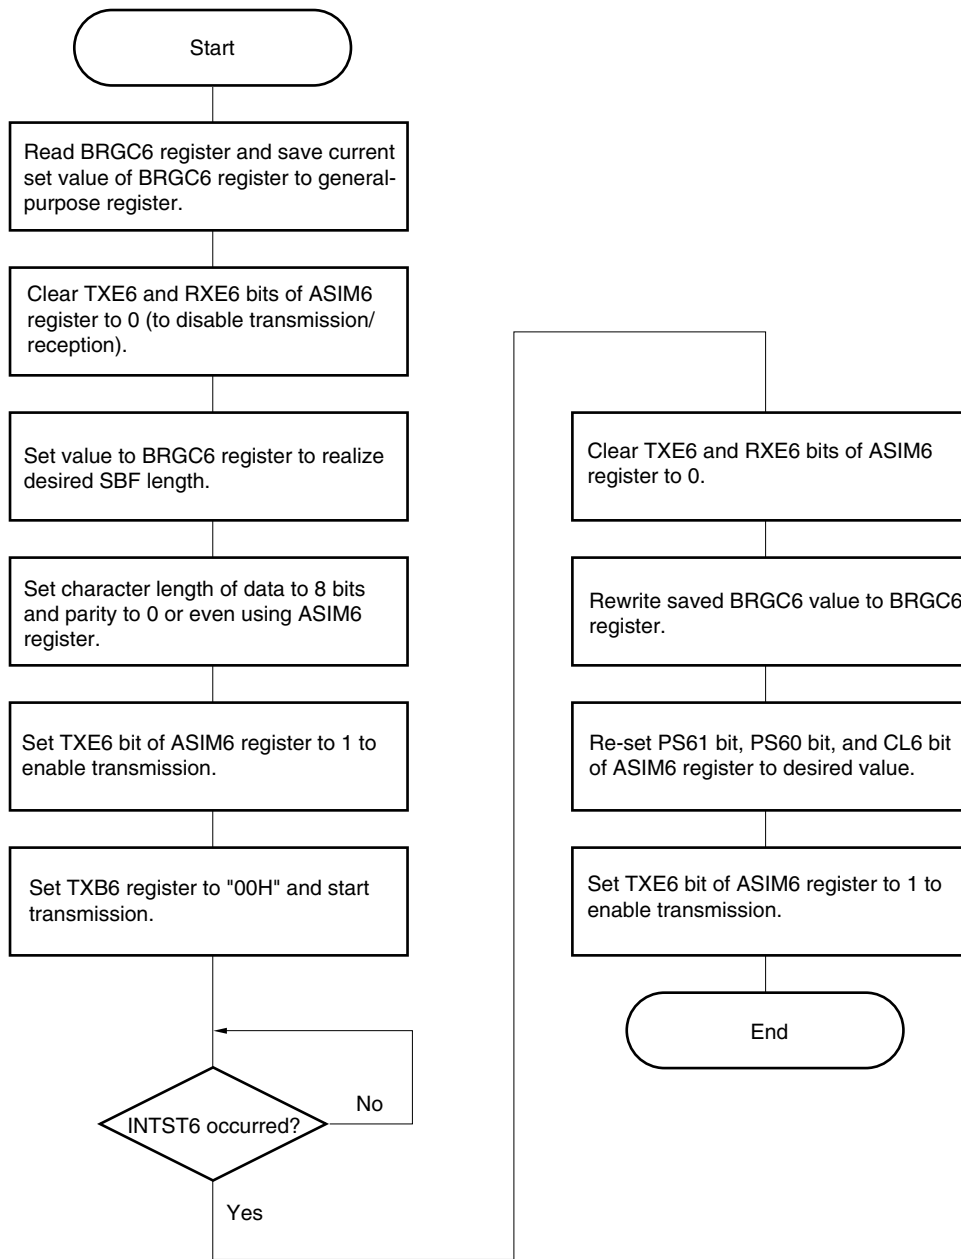 Start
Read BRGC6 register and save current
set value of BRGC6 register to general-
purpose register.
Clear TXE6 and RXE6 bits of ASIM6
register to 0 (to disable transmission/
reception).
Set value to BRGC6 register to realize
desired SBF length.
Set character length of data to 8 bits
and parity to 0 or even using ASIM6
register.
Set TXE6 bit of ASIM6 register to 1 to
enable transmission.
Set TXB6 register to "00H" and start
transmission.
INTST6 occurred?
No
Yes
Clear TXE6 and RXE6 bits of ASIM6
register to 0.
Rewrite saved BRGC6 value to BRGC6
register.
Re-set PS61 bit, PS60 bit, and CL6 bit
of ASIM6 register to desired value.
Set TXE6 bit of ASIM6 register to 1 to
enable transmission.
End